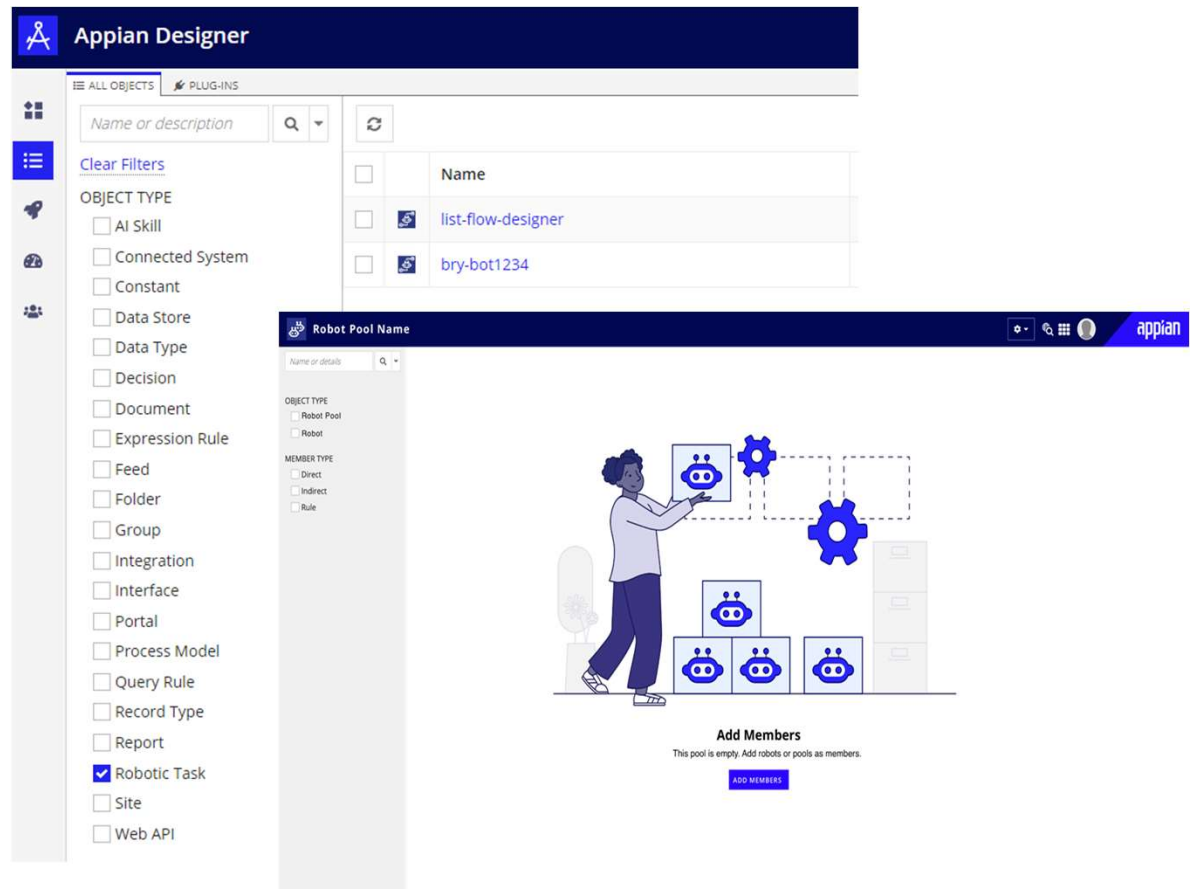 Appian Designer
ALL OBJECTS PLUG-INS
Name or description
Clear Filters
OBJECT TYPE
AI Skill
Connected System
Constant
Data Store
Data Type
Decision
Document
Expression Rule
Feed
Folder
Group
Integration
Interface
Portal
Process Model
Query Rule
Record Type
Report
Robotic Task
Site
Web API
Name
list-flow-designer
bry-bot1234
Robot Pool Name
appian
Name or details
OBJECT TYPE
Robot Pool
Robot
MEMBER TYPE
Direct
Indirect
Rule
Add Members
This pool is empty. Add robots or pools as members.
ADD MEMBERS